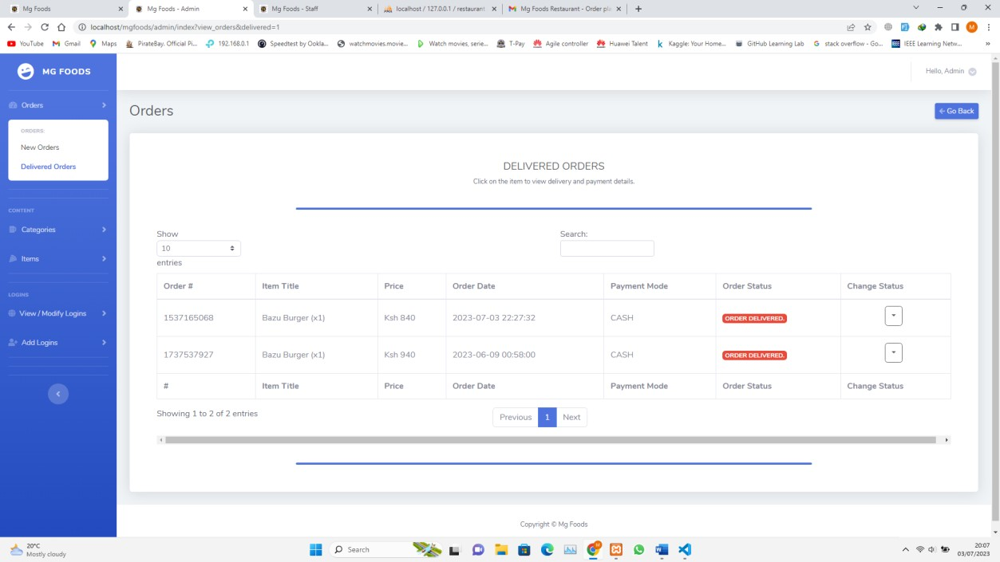 Mg Foods
Mg Foods - Admin
Mg Foods - Staff
localhost / 127.0.0.1 / restaurant
Mg Foods Restaurant - Order pla
localhost/mgfoods/admin/index?view_orders&delivered=1
M
YouTube
Gmail
Maps
PirateBay. Official Pi...
192.168.0.1
Speedtest by Ookla...
watchmovies.movie...
Watch movies, serie...
T-Pay
Agile controller
Huawei Talent
Kaggle: Your Home...
GitHub Learning Lab
stack overflow - Go...
IEEE Learning Netw...
»
MG FOODS
Hello, Admin
Orders
ORDERS:
New Orders
Delivered Orders
CONTENT
Categories
Items
LOGINS
View / Modify Logins
Add Logins
Orders
Go Back
DELIVERED ORDERS
Click on the item to view delivery and payment details.
Show
10
entries
Search:
Order # Item Title Price Order Date Payment Mode Order Status Change Status
1537165068 Bazu Burger (x1) Ksh 840 2023-07-03 22:27:32 CASH ORDER DELIVERED.
1737537927 Bazu Burger (x1) Ksh 940 2023-06-09 00:58:00 CASH ORDER DELIVERED.
# Item Title Price Order Date Payment Mode Order Status Change Status
Showing 1 to 2 of 2 entries
Previous 1 Next
Copyright © Mg Foods
20°C
Mostly cloudy
Search
20:07
03/07/2023